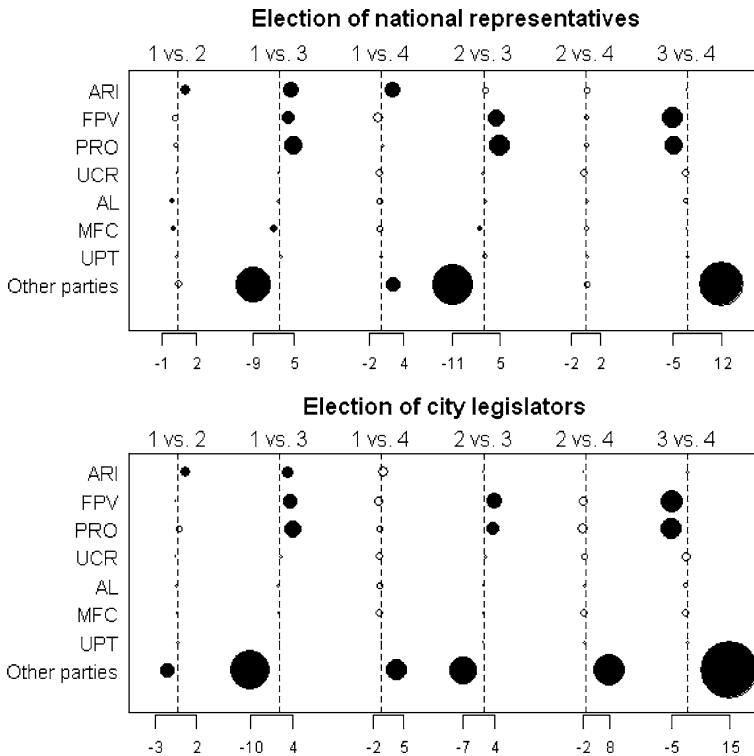 Election of national representatives
1 vs. 2 1 vs. 3 1 vs. 4 2 vs. 3 2 vs. 4 3 vs. 4
ARI
FPV
PRO
UCR
AL
MFC
UPT
Other parties
-1 2 -9 5 -2 4 -11 5 -2 2 -5 12
Election of city legislators
1 vs. 2 1 vs. 3 1 vs. 4 2 vs. 3 2 vs. 4 3 vs. 4
ARI
FPV
PRO
UCR
AL
MFC
UPT
Other parties
-3 2 -10 4 -2 5 -7 4 -2 8 -5 15